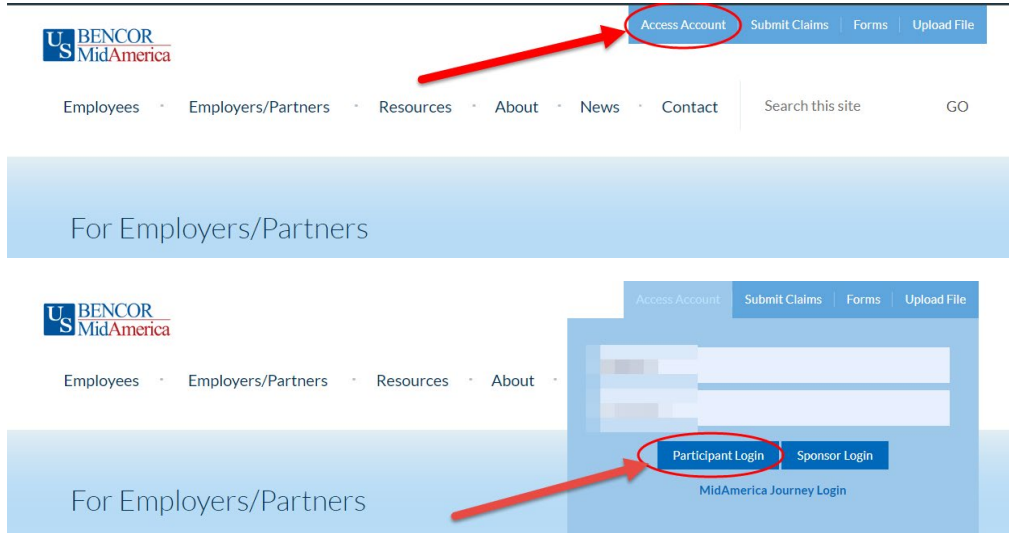 Access Account Submit Claims Forms Upload File
US BENCOR
MidAmerica
Employees Employers/Partners Resources About News Contact Search this site GO
For Employers/Partners
Access Account Submit Claims Forms Upload File
US BENCOR
MidAmerica
Employees Employers/Partners Resources About
Participant Login Sponsor Login
MidAmerica Journey Login
For Employers/Partners